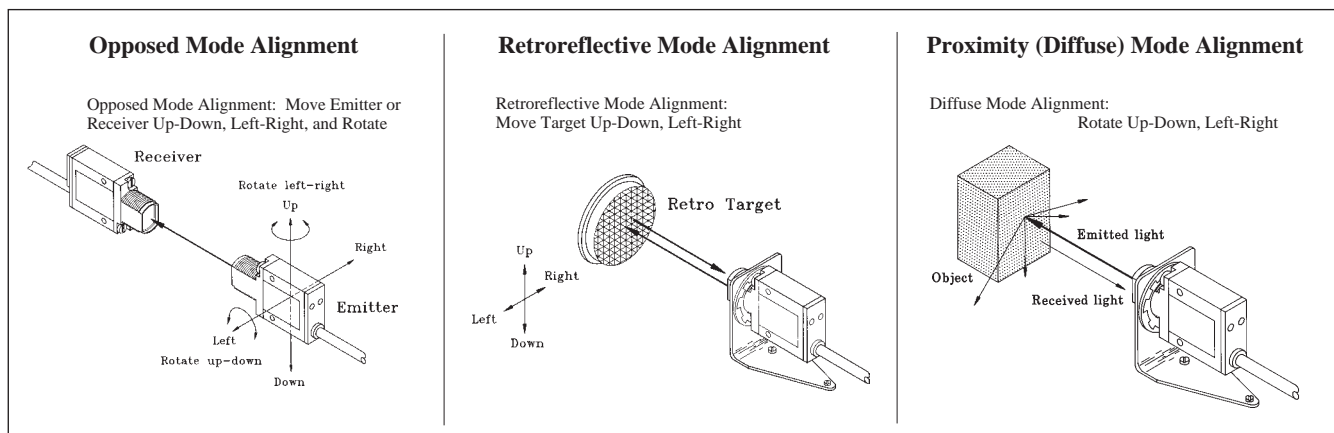 Opposed Mode Alignment
Opposed Mode Alignment: Move Emitter or
Receiver Up-Down, Left-Right, and Rotate
Receiver
Rotate left-right
Up
Right
Emitter
Left
Rotate up-down
Down
Retroreflective Mode Alignment
Retroreflective Mode Alignment:
Move Target Up-Down, Left-Right
Retro Target
Up
Right
Left
Down
Proximity (Diffuse) Mode Alignment
Diffuse Mode Alignment:
Rotate Up-Down, Left-Right
Emitted light
Object
Received light